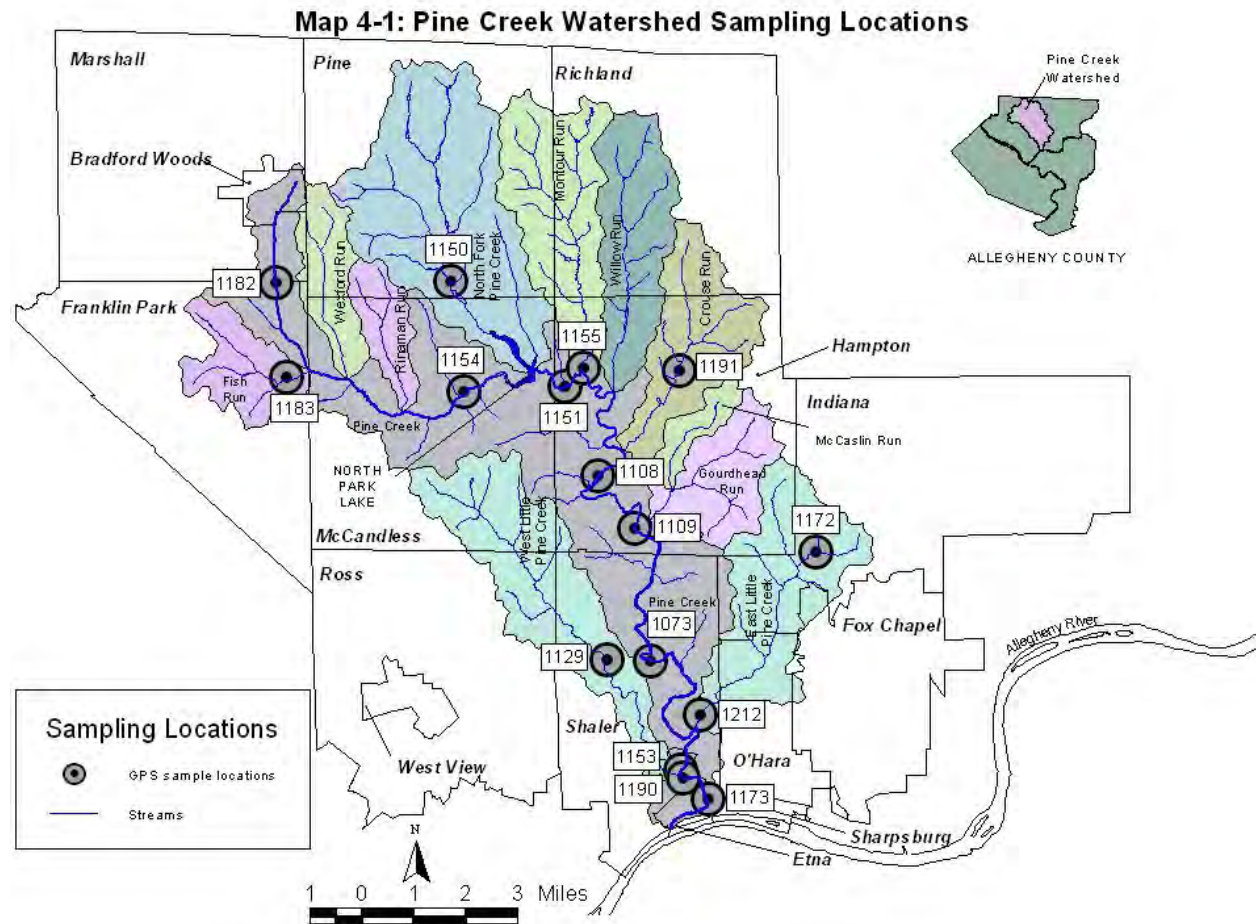 Map 4-1: Pine Creek Watershed Sampling Locations
Marshall
Pine
Richland
Pine Creek
Watershed
Bradford Woods
Montour Run
Willow Run
1150
North Fork
Pine Creek
Crouse Run
ALLEGHENY COUNTY
1182
Wexford Run
Rinaman Run
Franklin Park
1155
1154
Hampton
1191
Fish
Run
1183
1151
Indiana
Pine Creek
McCaslin Run
NORTH
PARK
LAKE
1108
Gourdhead
Run
West Little
Pine Creek
1172
1109
McCandless
Ross
East Little
Pine Creek
Pine Creek
Fox Chapel
Allegheny River
1073
1129
Sampling Locations
GPS sample locations
Streams
1212
Shaler
1153
O'Hara
West View
1190
1173
Sharpsburg
Etna
N
1 0 1 2 3 Miles